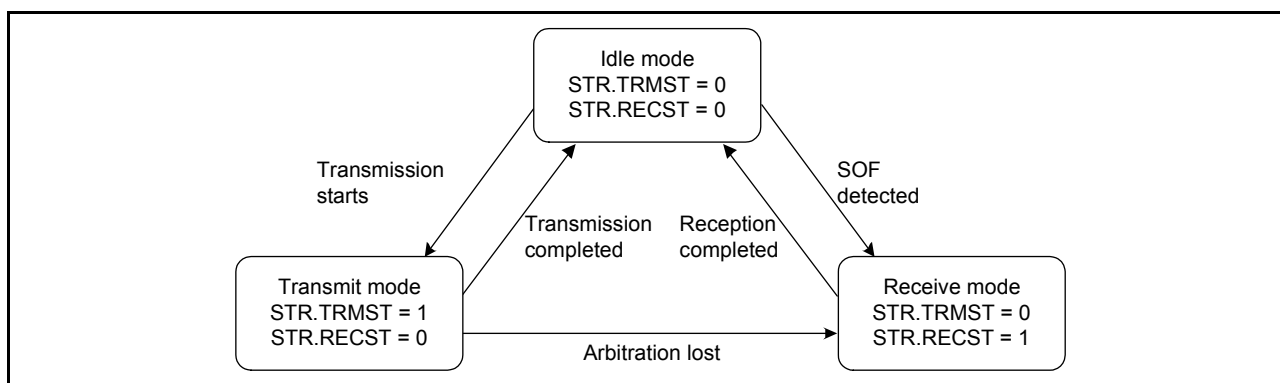 Idle mode
STR.TRMST = 0
STR.RECST = 0
Transmission
starts
SOF
detected
Transmission
completed
Reception
completed
Transmit mode
STR.TRMST = 1
STR.RECST = 0
Receive mode
STR.TRMST = 0
STR.RECST = 1
Arbitration lost